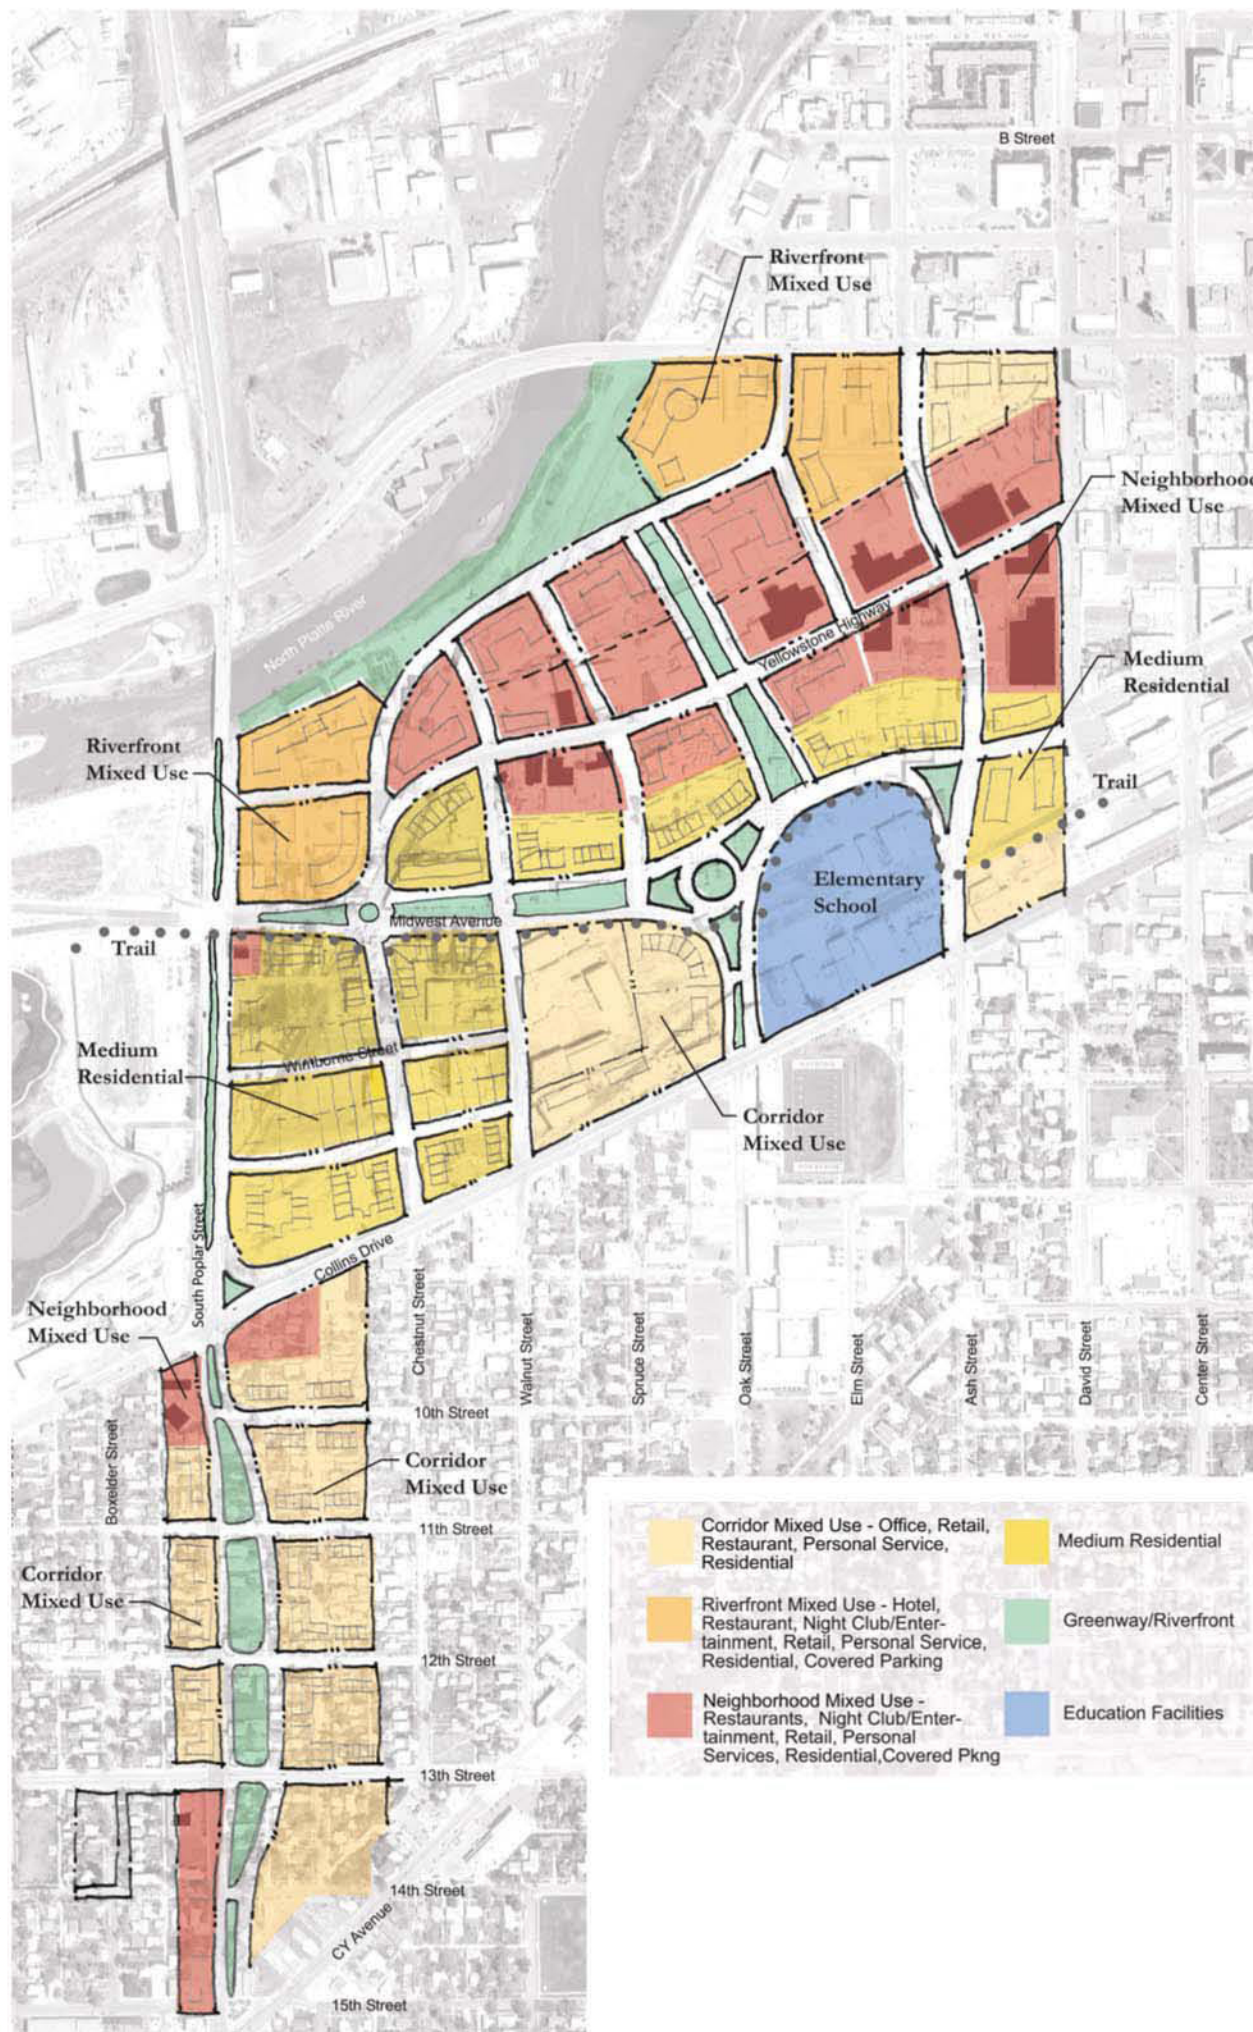 B Street
Riverfront
Mixed Use
Neighborhood
Mixed Use
North Platte River
Yellowstone Highway
Medium
Residential
Riverfront
Mixed Use
Trail
Elementary
School
Midwest Avenue
Trail
Medium
Residential
Wintborne Street
Corridor
Mixed Use
South Poplar Street
Collins Drive
Neighborhood
Mixed Use
Chestnut Street
Walnut Street
Spruce Street
Oak Street
Elm Street
Ash Street
David Street
Center Street
10th Street
Boxelder Street
Corridor
Mixed Use
11th Street
Corridor
Mixed Use
12th Street
13th Street
14th Street
CY Avenue
15th Street
Corridor Mixed Use - Office, Retail,
Restaurant, Personal Service,
Residential
Riverfront Mixed Use - Hotel,
Restaurant, Night Club/Enter-
tainment, Retail, Personal Service,
Residential, Covered Parking
Neighborhood Mixed Use -
Restaurants, Night Club/Enter-
tainment, Retail, Personal
Services, Residential,Covered Pkng
Medium Residential
Greenway/Riverfront
Education Facilities